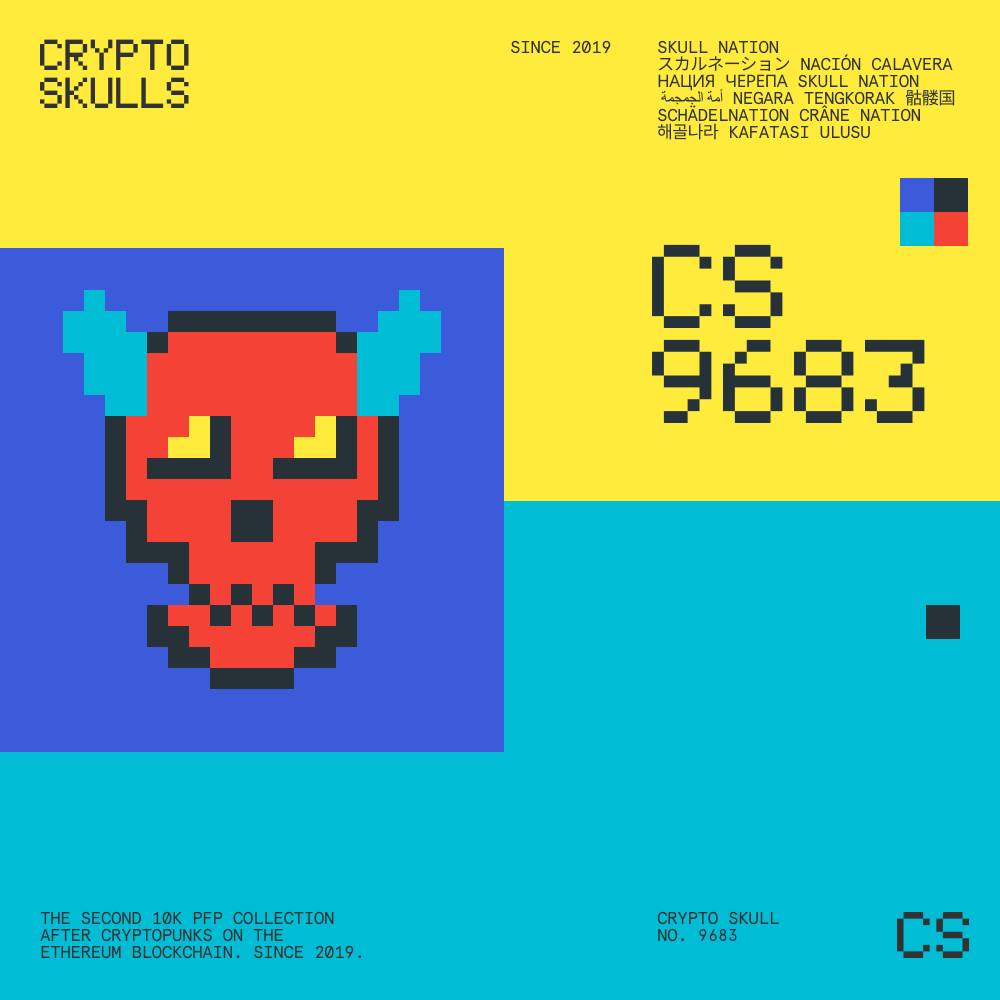 CRYPTO
SKULLS
SINCE 2019
SKULL NATION
スカルネーション NACIÓN CALAVERA
НАЦИЯ ЧЕРЕПА SKULL NATION
أمة الجمجمة NEGARA TENGKORAK 骷髅国
SCHÄDELNATION CRÂNE NATION
해골나라 KAFATASI ULUSU
CS
9683
THE SECOND 10K PFP COLLECTION
AFTER CRYPTOPUNKS ON THE
ETHEREUM BLOCKCHAIN. SINCE 2019.
CRYPTO SKULL
NO. 9683
CS